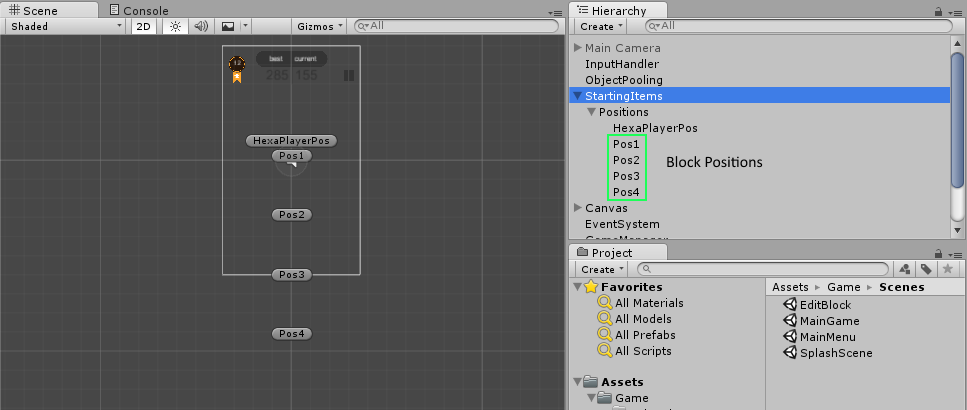 Scene Console
Shaded 2D Gizmos All
best current
12
285 155
HexaPlayerPos
Pos1
Pos2
Pos3
Pos4
Hierarchy
Create All
Main Camera
InputHandler
ObjectPooling
StartingItems
Positions
HexaPlayerPos
Pos1
Pos2
Pos3
Pos4
Block Positions
Canvas
EventSystem
GameManager
Project
Create
Favorites
All Materials
All Models
All Prefabs
All Scripts
Assets
Game
Assets Game Scenes
EditBlock
MainGame
MainMenu
SplashScene